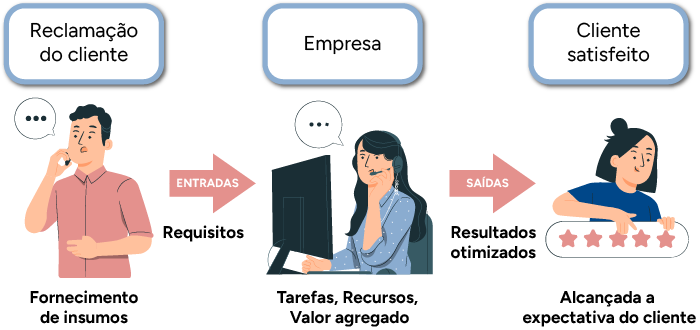 Reclamação
do cliente
Empresa
Cliente
satisfeito
ENTRADAS
SAÍDAS
Requisitos
Resultados
otimizados
Fornecimento
de insumos
Tarefas, Recursos,
Valor agregado
Alcançada a
expectativa do cliente